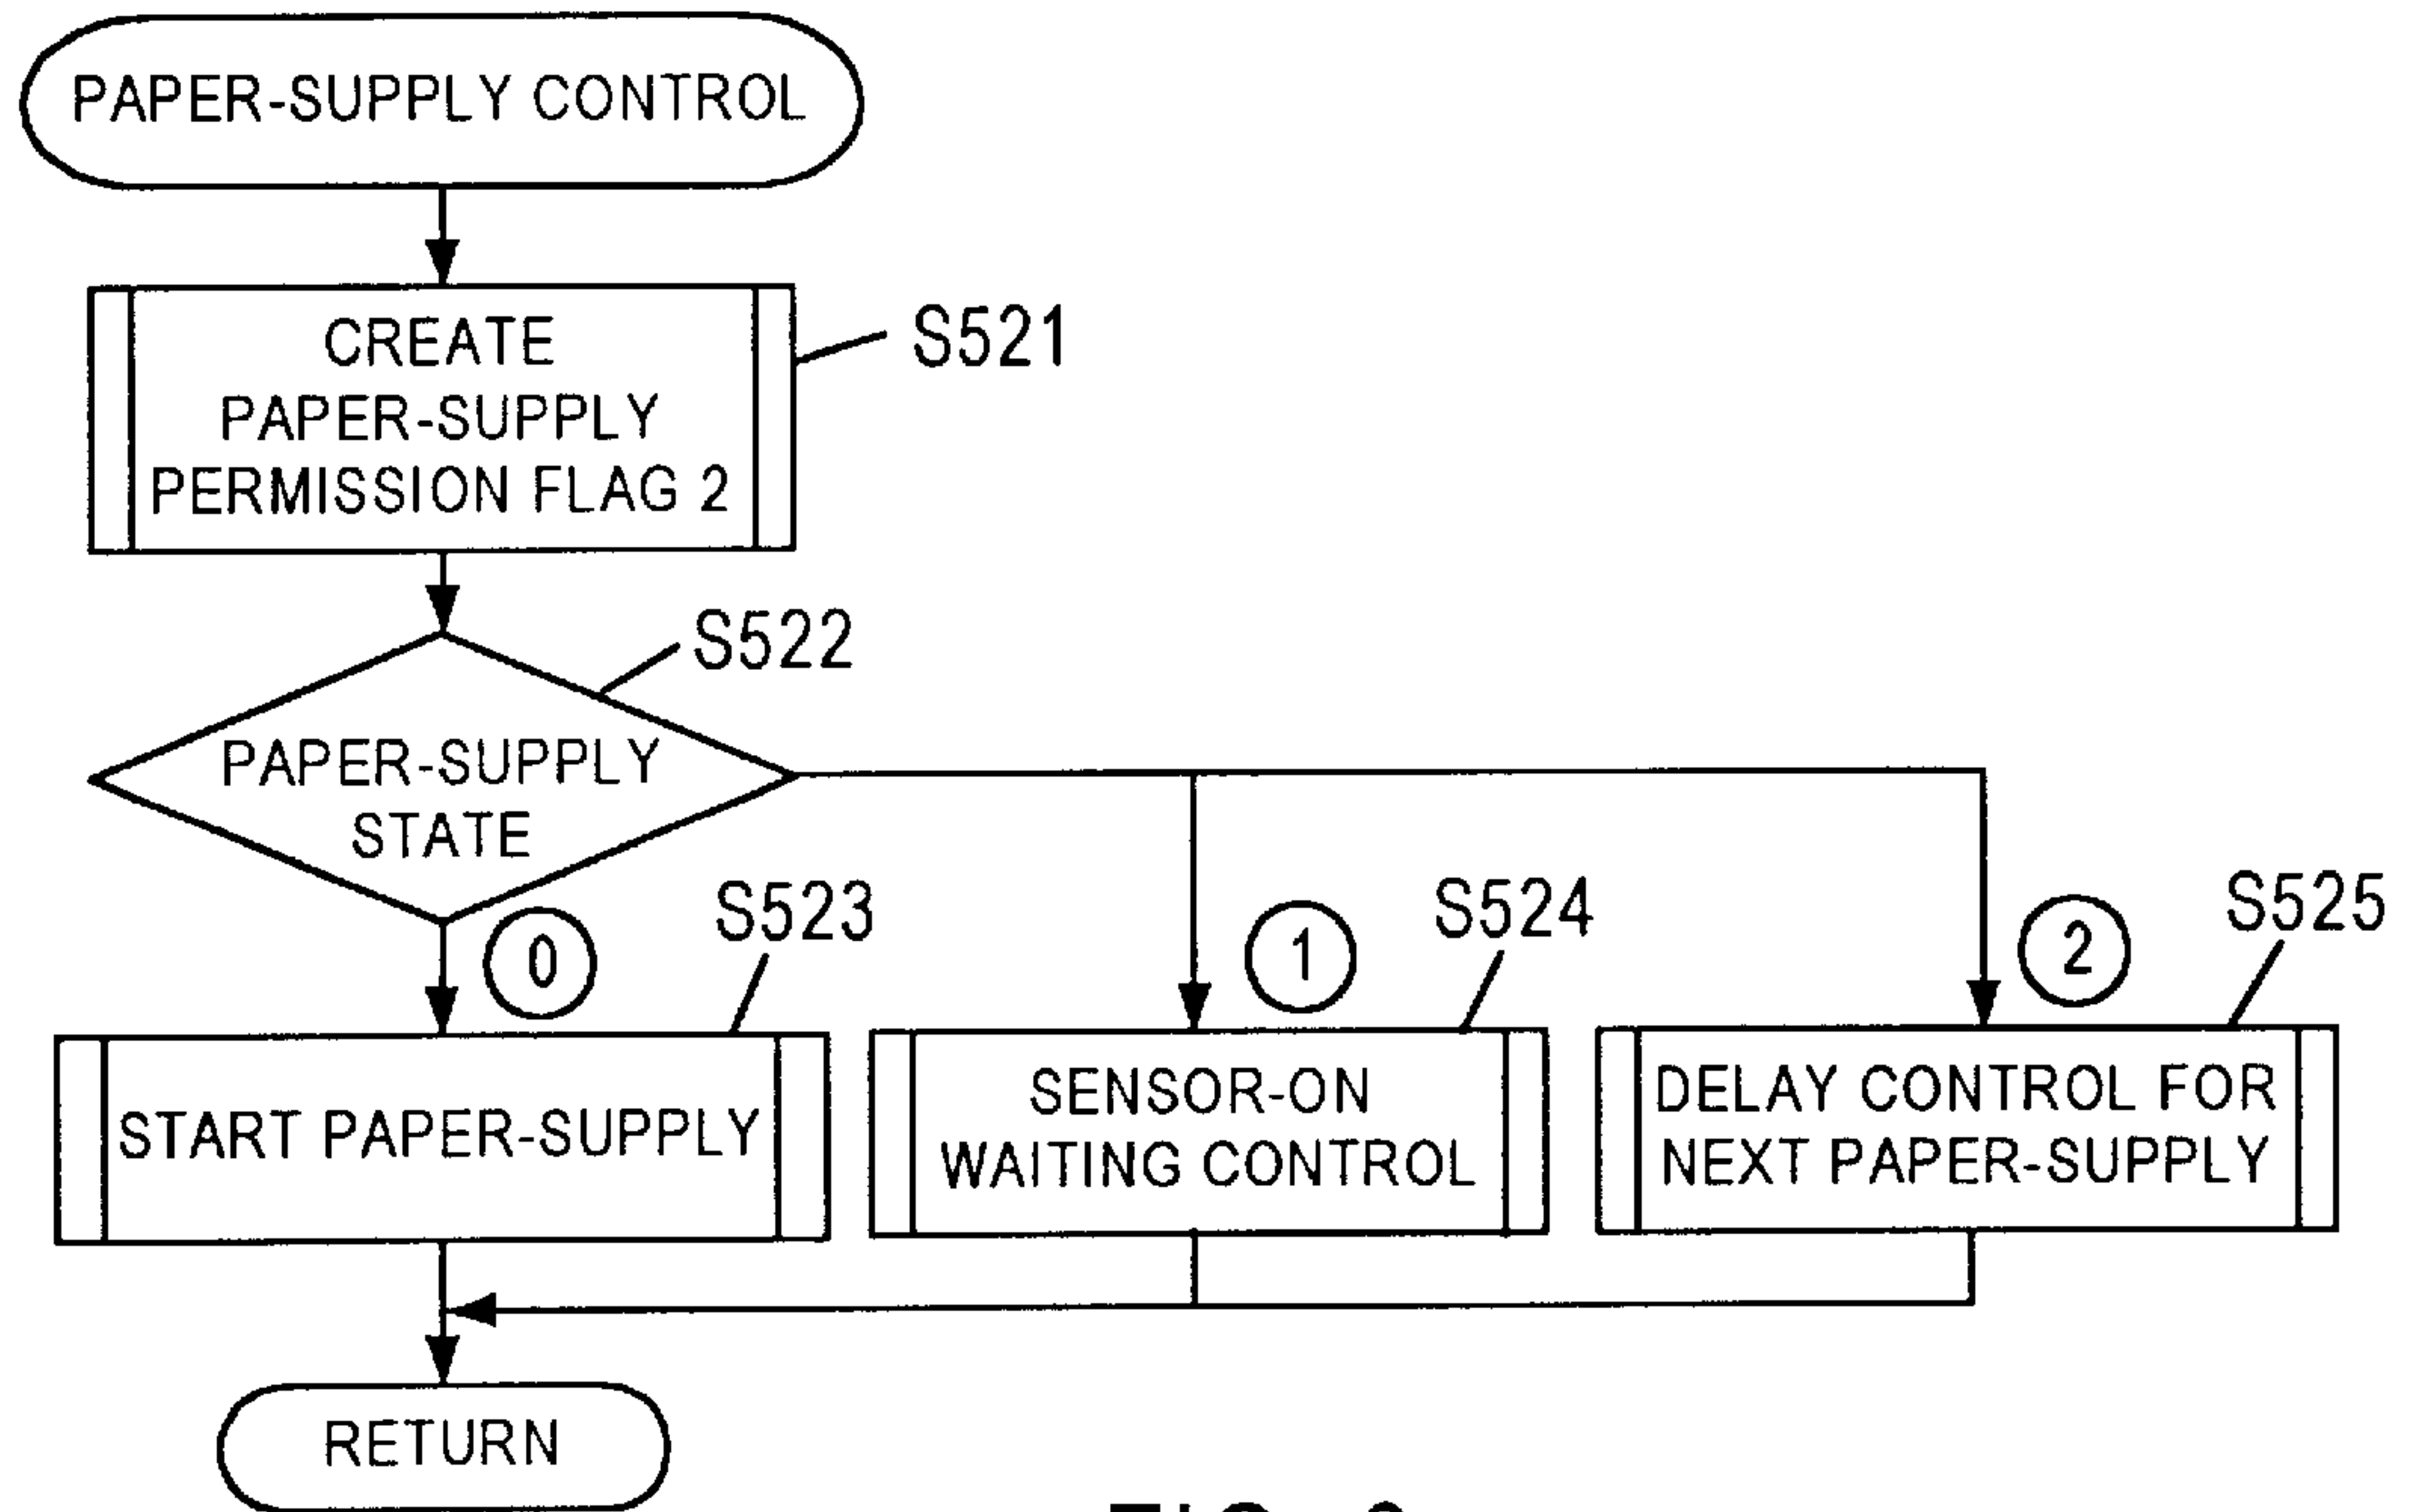 PAPER-SUPPLY CONTROL
CREATE
PAPER-SUPPLY
PERMISSION FLAG 2
S521
S522
PAPER-SUPPLY
STATE
0
S523
1
S524
2
S525
START PAPER-SUPPLY
SENSOR-ON
WAITING CONTROL
DELAY CONTROL FOR
NEXT PAPER-SUPPLY
RETURN